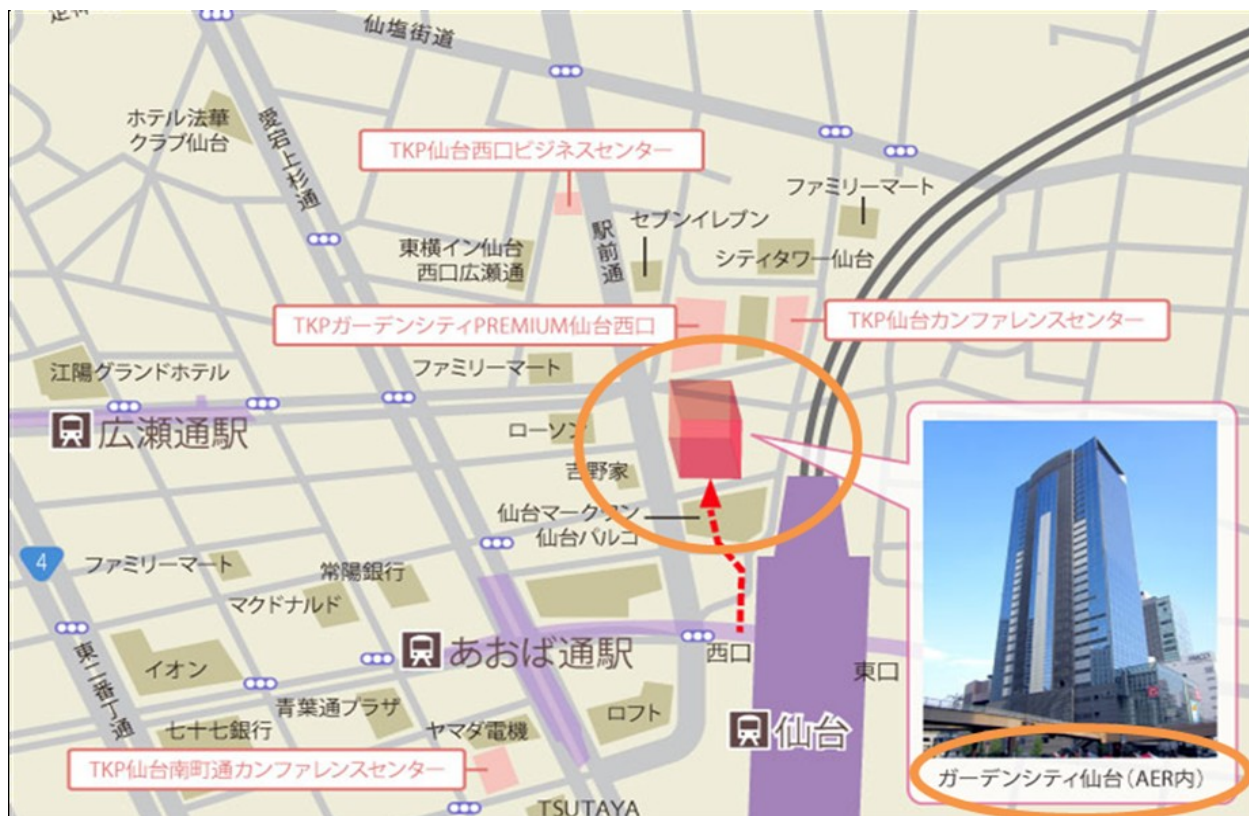 仙塩街道
ホテル法華
クラブ仙台
愛宕上杉通
TKP仙台西口ビジネスセンター
ファミリーマート
セブンイレブン
駅前通
東横イン仙台
西口広瀬通
シティタワー仙台
TKPガーデンシティPREMIUM仙台西口
TKP仙台カンファレンスセンター
江陽グランドホテル
ファミリーマート
広瀬通駅
ローソン
吉野家
仙台マークワン
仙台パルコ
4
ファミリーマート
常陽銀行
マクドナルド
あおば通駅
西口
東口
イオン
東二番丁通
青葉通プラザ
ロフト
七十七銀行
ヤマダ電機
仙台
TKP仙台南町通カンファレンスセンター
ガーデンシティ仙台(AER内)
TSUTAYA